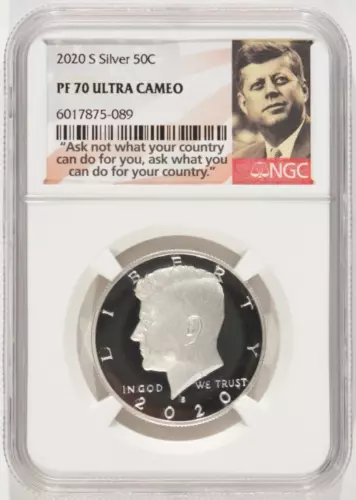 2020 S Silver 50C
PF 70 ULTRA CAMEO
6017875-089
“Ask not what your country
can do for you, ask what you
can do for your country.”
NGC
LIBERTY
IN GOD WE TRUST
S
2020